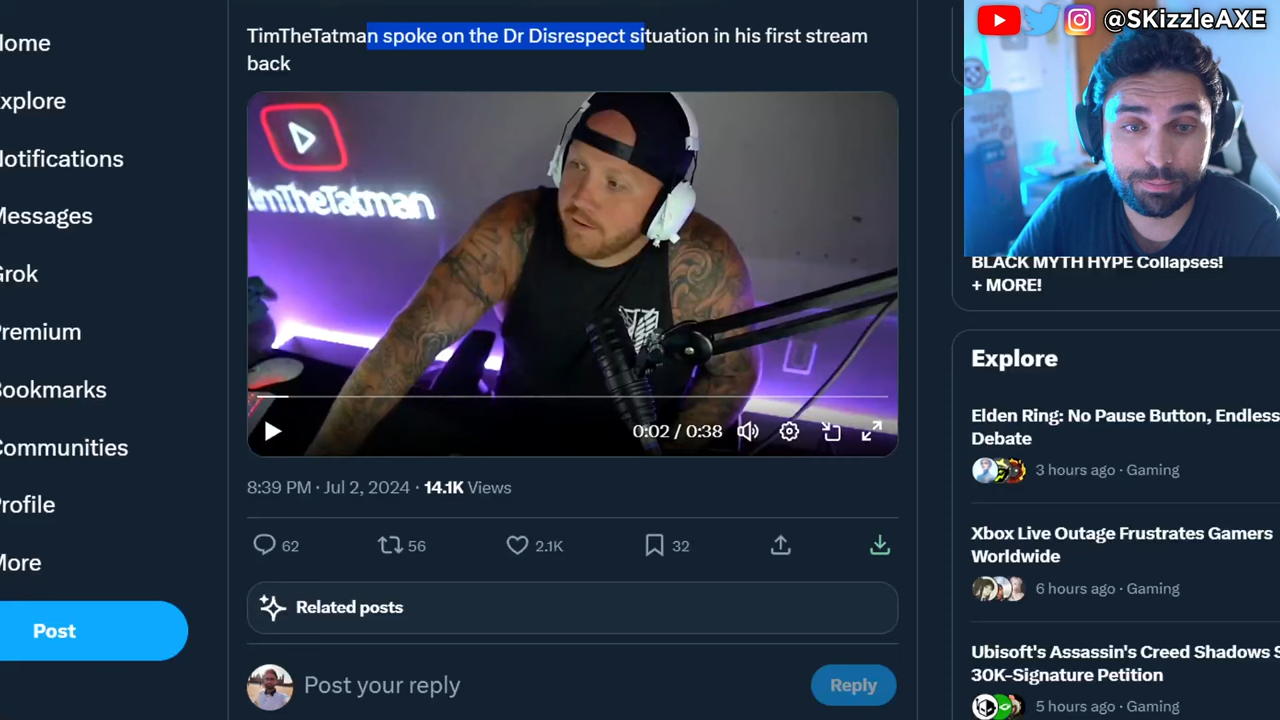 @SKizzleAXE
ome
xplore
otifications
essages
rok
remium
ookmarks
ommunities
rofile
ore
Post
TimTheTatman spoke on the Dr Disrespect situation in his first stream
back
imTheTatman
0:02 / 0:38
8:39 PM · Jul 2, 2024 · 14.1K Views
62
56
2.1K
32
Related posts
Post your reply
Reply
BLACK MYTH HYPE Collapses!
+ MORE!
Explore
Elden Ring: No Pause Button, Endless
Debate
3 hours ago · Gaming
Xbox Live Outage Frustrates Gamers
Worldwide
6 hours ago · Gaming
Ubisoft's Assassin's Creed Shadows S
30K-Signature Petition
5 hours ago · Gaming